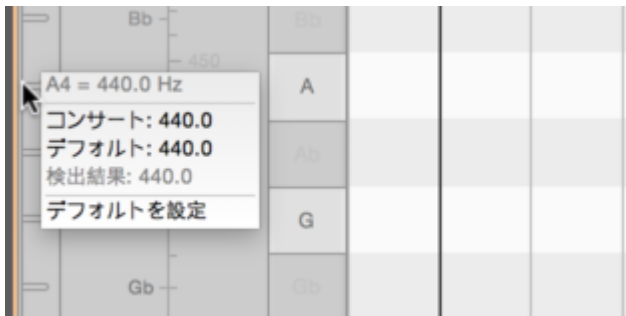 Bb
Bb
450
A4 = 440.0 Hz
A
コンサート: 440.0
デフォルト: 440.0
Ab
検出結果: 440.0
デフォルトを設定
G
Gb
Gb